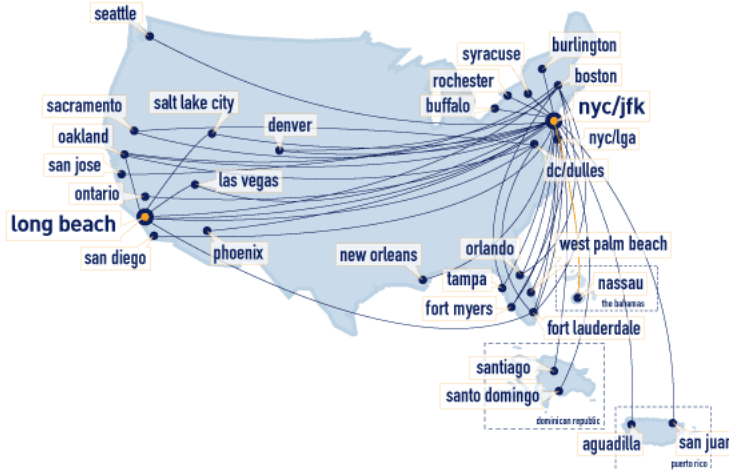 seattle
burlington
syracuse
boston
rochester
nyc/jfk
buffalo
sacramento
salt lake city
denver
nyc/lga
oakland
dc/dulles
san jose
las vegas
ontario
long beach
san diego
phoenix
new orleans
orlando
west palm beach
tampa
nassau
the bahamas
fort myers
fort lauderdale
santiago
santo domingo
dominican republic
aguadilla
san juan
puerto rico